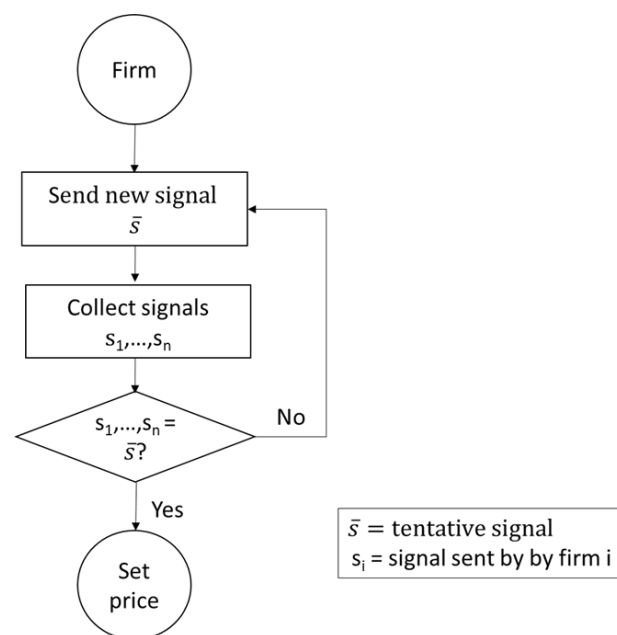 Firm
Send new signal
s̄
Collect signals
s₁,...,sₙ
s₁,...,sₙ =
s̄?
No
Yes
Set
price
s̄ = tentative signal
sᵢ = signal sent by by firm i